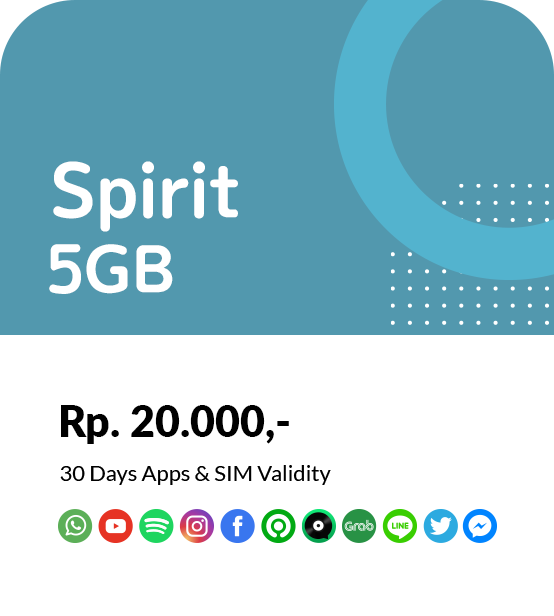 Spirit
5GB
Rp. 20.000,-
30 Days Apps & SIM Validity
Grab
LINE